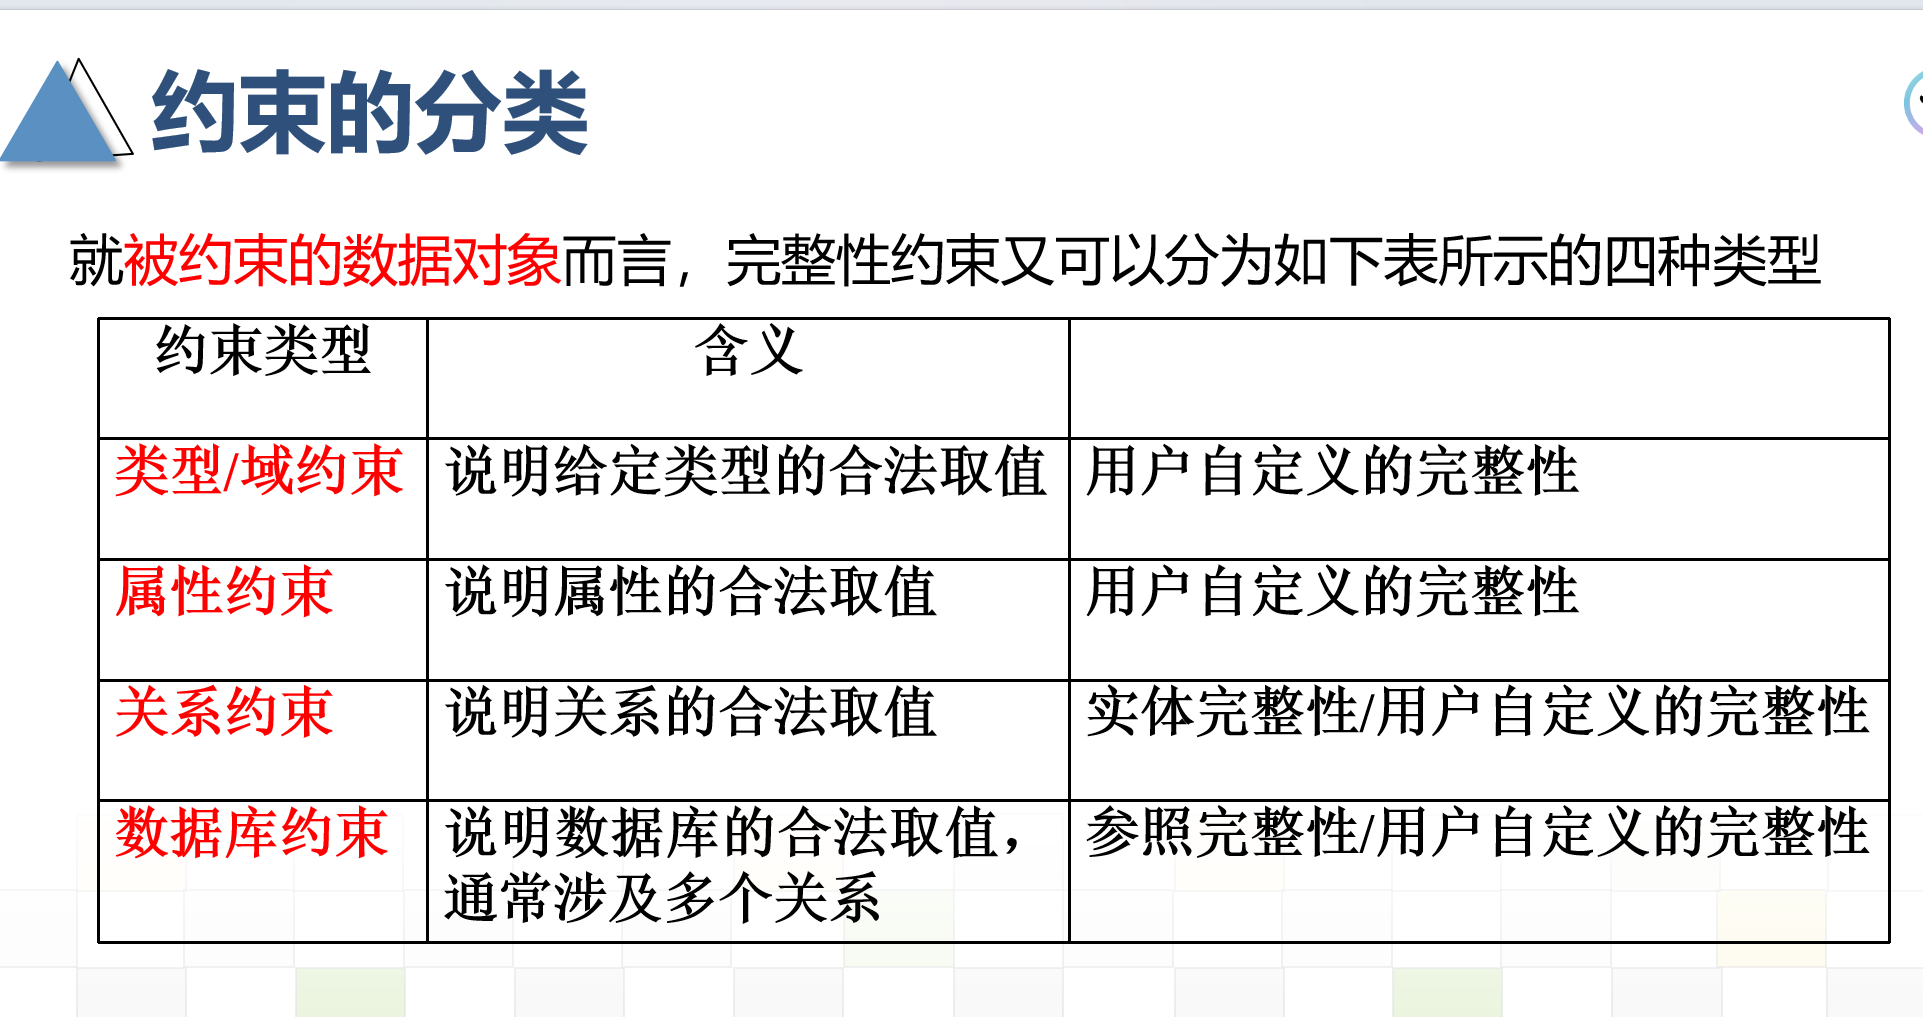 约束的分类
就被约束的数据对象而言，完整性约束又可以分为如下表所示的四种类型
约束类型 含义
类型/域约束 说明给定类型的合法取值 用户自定义的完整性
属性约束 说明属性的合法取值 用户自定义的完整性
关系约束 说明关系的合法取值 实体完整性/用户自定义的完整性
数据库约束 说明数据库的合法取值， 参照完整性/用户自定义的完整性
通常涉及多个关系